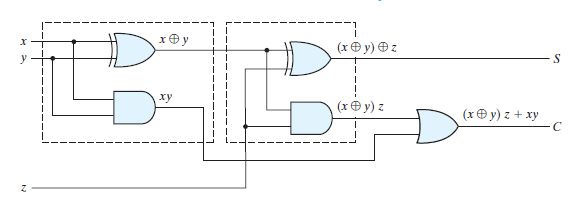 x
y
x ⊕ y
xy
(x ⊕ y) ⊕ z
S
(x ⊕ y) z
(x ⊕ y) z + xy
C
z